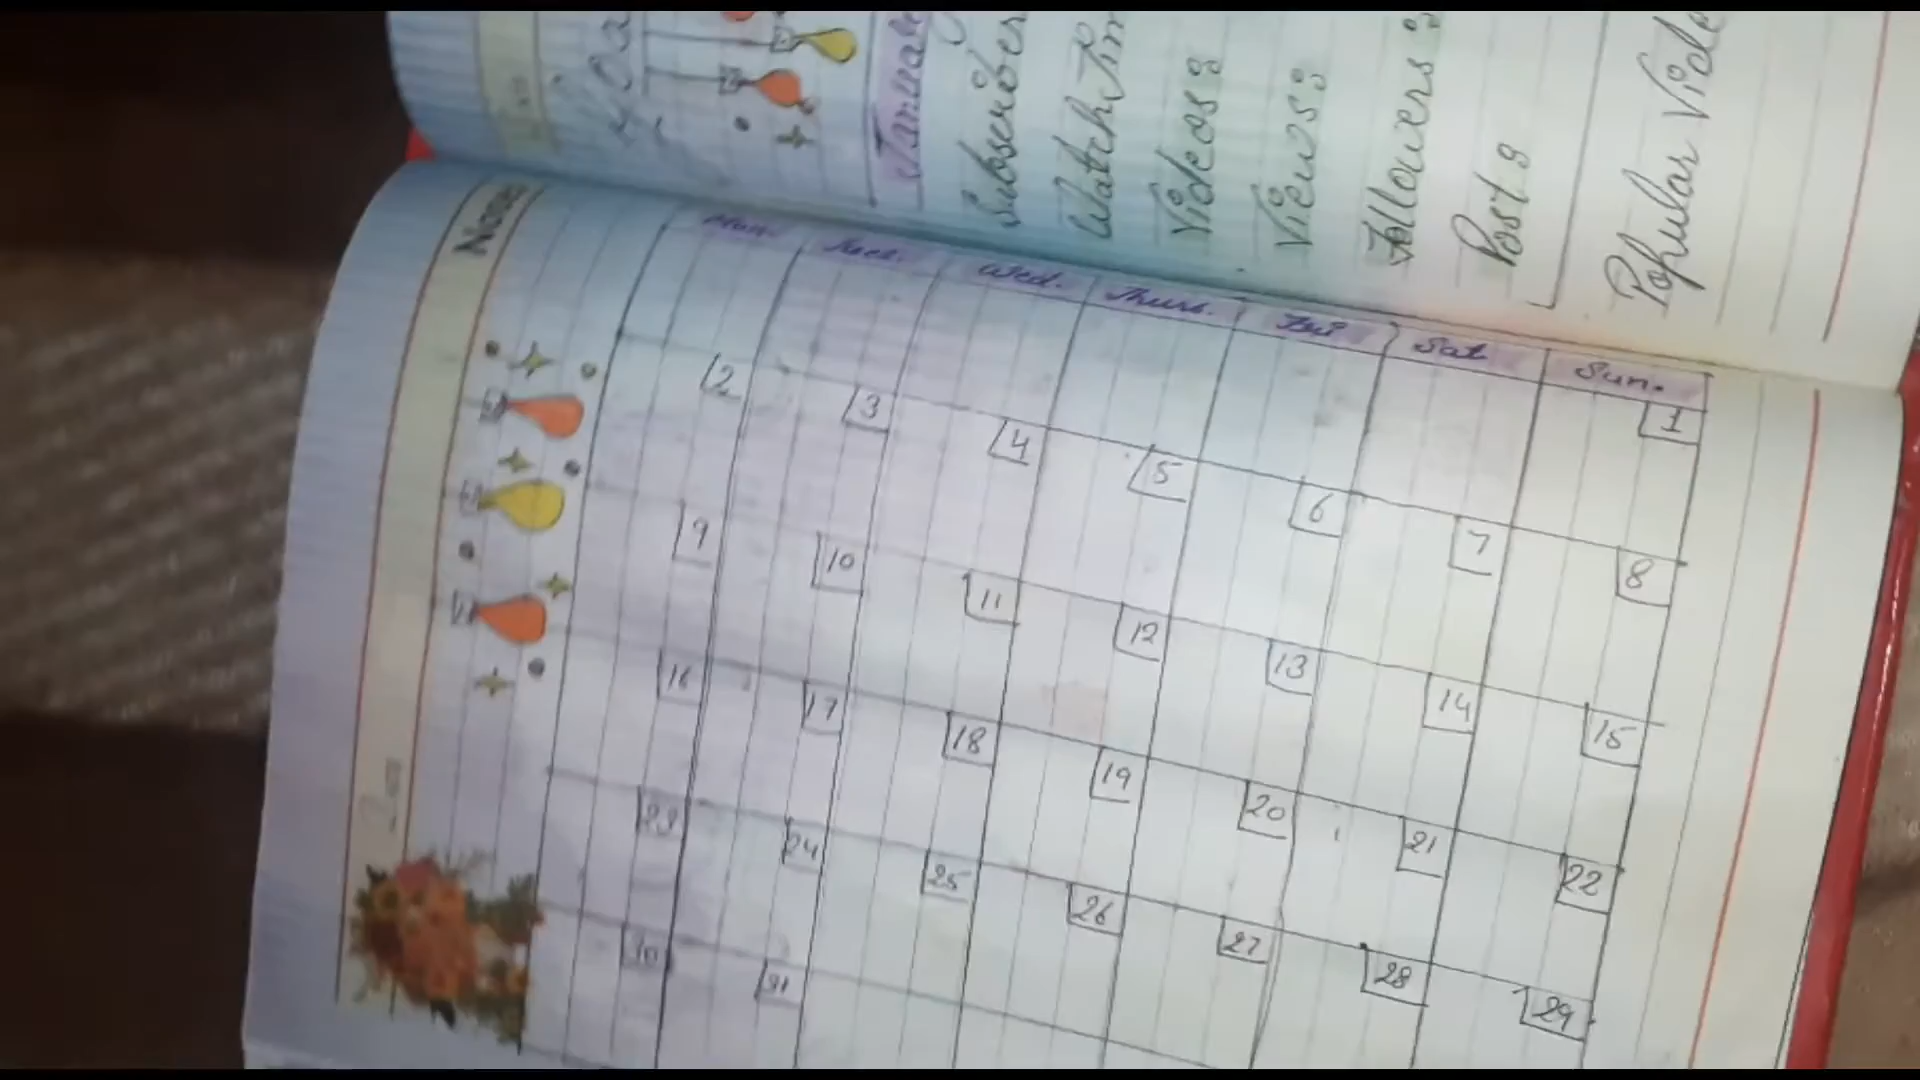 Subscriber
Watch Tim
Videos:
Views:
Followers:
Post:
Popular Vide
Mon. Tues. Wed. Thurs. Fri Sat Sun.
1
2 3 4 5 6 7 8
9 10 11 12 13 14 15
16 17 18 19 20 21 22
23 24 25 26 27 28 29
30 31